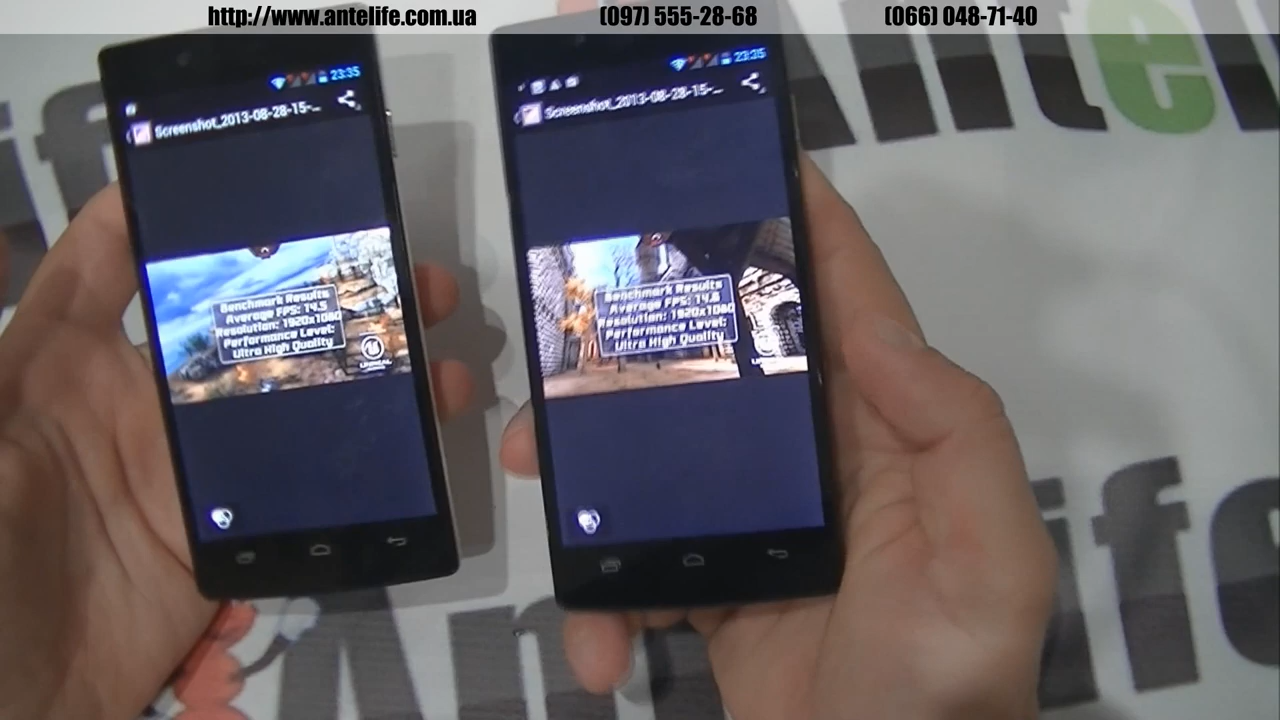 http://www.antelife.com.ua
(097) 555-28-68
(066) 048-71-40
23:35
Screenshot_2013-08-28-15-...
Benchmark Results
Average FPS: 14.5
Resolution: 1920x1080
Performance Level:
Ultra High Quality
UNREAL
23:35
Screenshot_2013-08-28-15-...
Benchmark Results
Average FPS: 14.6
Resolution: 1920x1080
Performance Level:
Ultra High Quality
Antelife